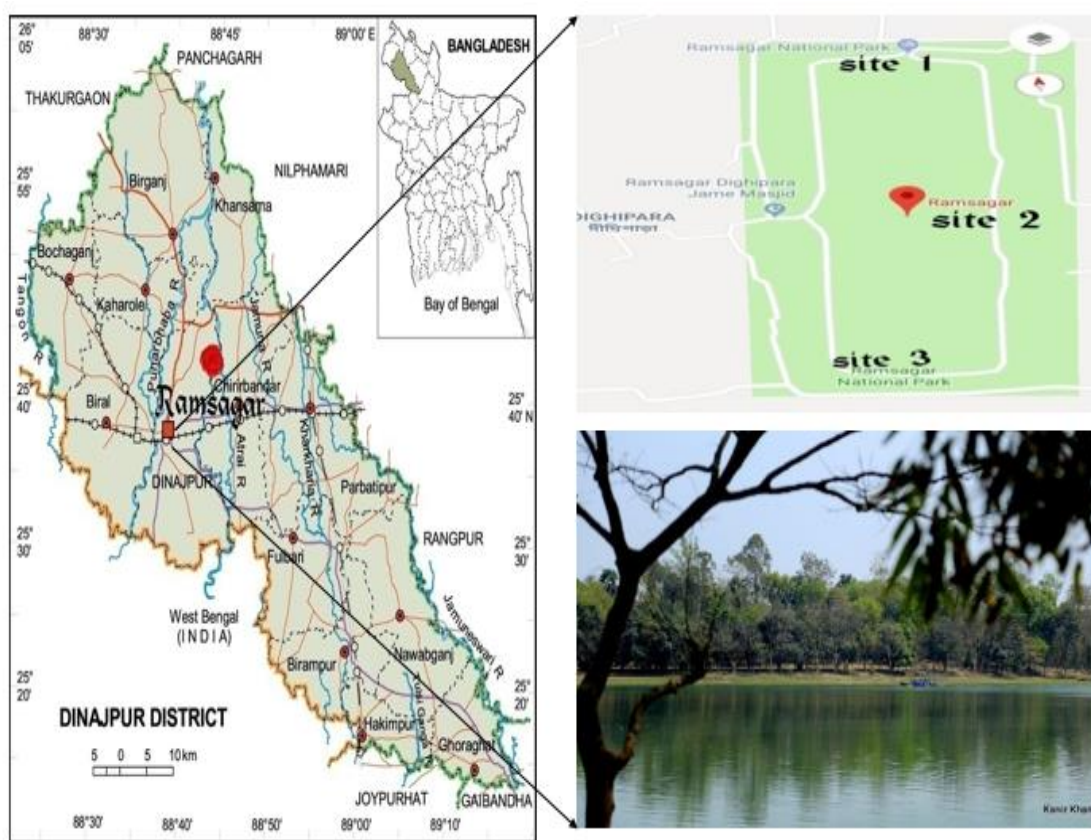 26°
05'
88°30'
88°45'
89°00 E
PANCHAGARH
THAKURGAON
NILPHAMARI
25°
55'
Birganj
Khansama
Bochaganj
Kaharole
Tangon R
Punarbhaba R
Jamuna R
Chirirbandar
25°
40'
Ramsagar
Biral
25°
40' N
DINAJPUR
Atrai R
Kharkharia R
Parbatipur
25°
30'
Fulbari
RANGPUR
25°
30'
West Bengal
(INDIA)
Jamuneswari R
Birampur
Nawabganj
25°
20'
25°
20'
DINAJPUR DISTRICT
Hakimpur
Ghoraghat
5 0 5 10 km
JOYPURHAT
GAIBANDHA
88°30'
88°40'
88°50'
89°00'
89°10'
BANGLADESH
Bay of Bengal
Ramsagar National Park
site 1
Ramsagar Dighipara
Jame Masjid
DIGHIPARA
Ramsagar
site 2
site 3
Ramsagar
National Park